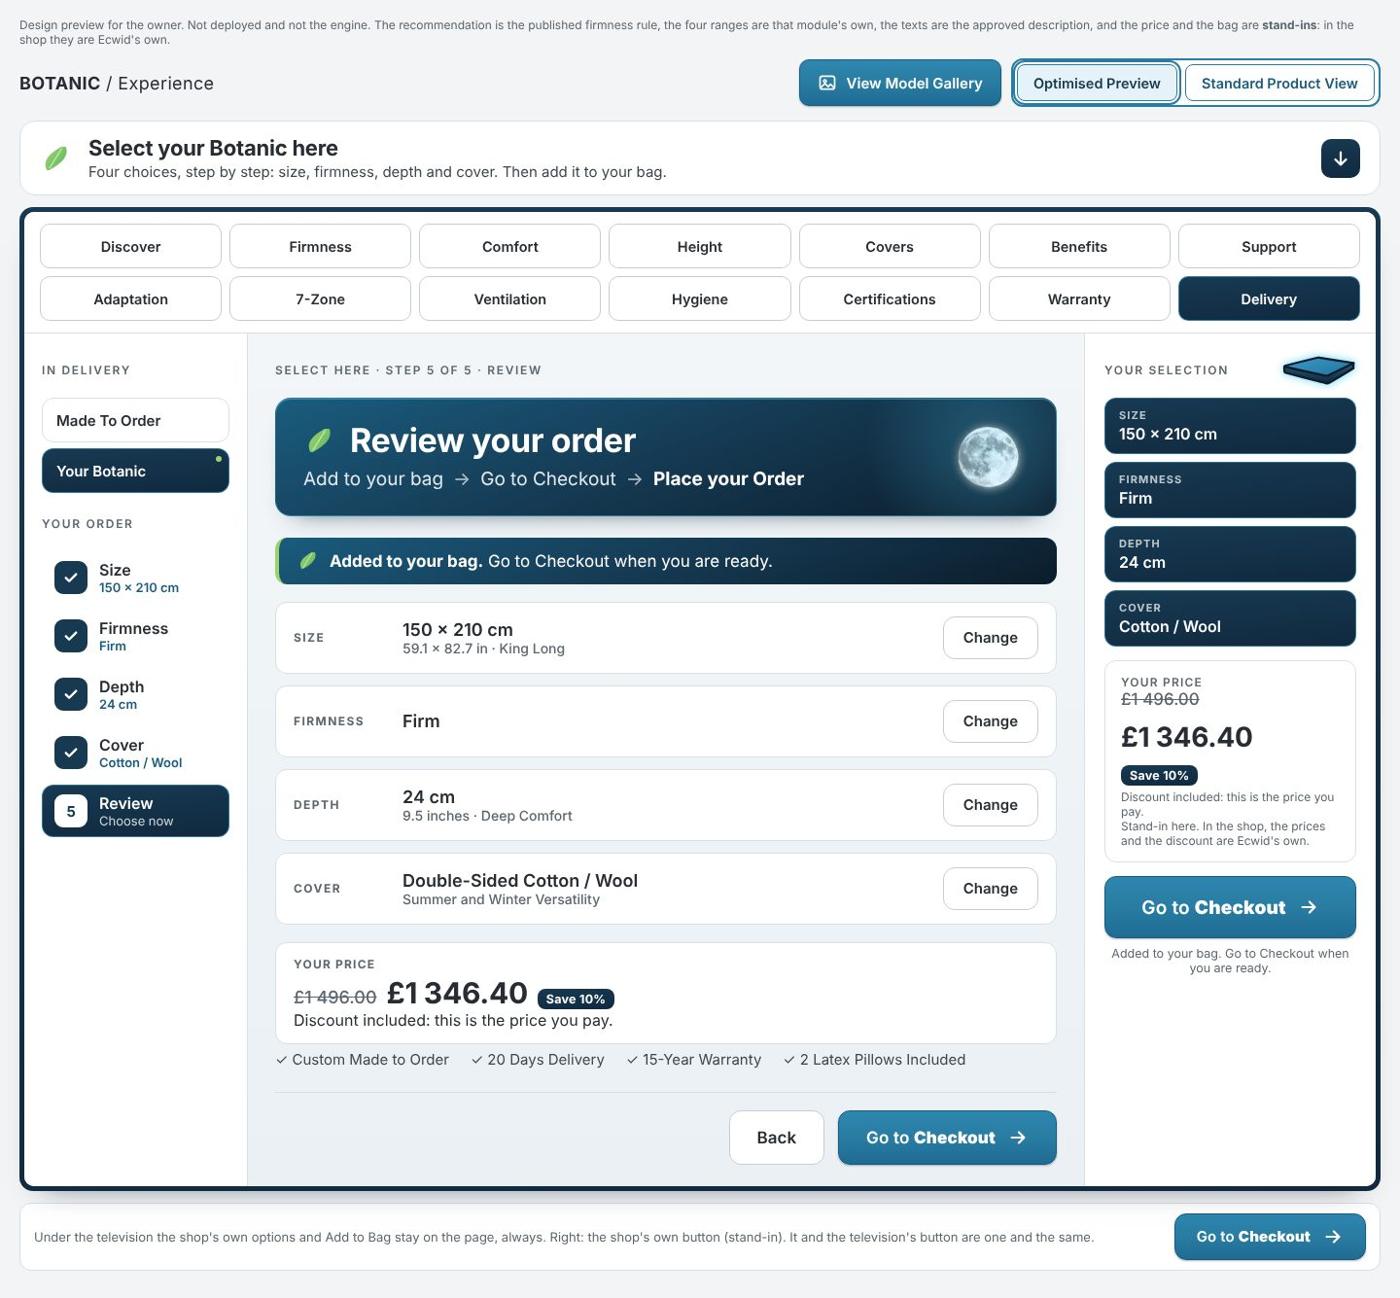 Design preview for the owner. Not deployed and not the engine. The recommendation is the published firmness rule, the four ranges are that module's own, the texts are the approved description, and the price and the bag are stand-ins: in the
shop they are Ecwid's own.
BOTANIC / Experience
View Model Gallery
Optimised Preview
Standard Product View
Select your Botanic here
Four choices, step by step: size, firmness, depth and cover. Then add it to your bag.
Discover
Firmness
Comfort
Height
Covers
Benefits
Support
Adaptation
7-Zone
Ventilation
Hygiene
Certifications
Warranty
Delivery
IN DELIVERY
Made To Order
Your Botanic
YOUR ORDER
Size
150 × 210 cm
Firmness
Firm
Depth
24 cm
Cover
Cotton / Wool
5
Review
Choose now
SELECT HERE · STEP 5 OF 5 · REVIEW
Review your order
Add to your bag → Go to Checkout → Place your Order
Added to your bag. Go to Checkout when you are ready.
SIZE
150 × 210 cm
59.1 × 82.7 in · King Long
Change
FIRMNESS
Firm
Change
DEPTH
24 cm
9.5 inches · Deep Comfort
Change
COVER
Double-Sided Cotton / Wool
Summer and Winter Versatility
Change
YOUR PRICE
£1 496.00 £1 346.40 Save 10%
Discount included: this is the price you pay.
✓ Custom Made to Order ✓ 20 Days Delivery ✓ 15-Year Warranty ✓ 2 Latex Pillows Included
Back
Go to Checkout →
YOUR SELECTION
SIZE
150 × 210 cm
FIRMNESS
Firm
DEPTH
24 cm
COVER
Cotton / Wool
YOUR PRICE
£1 496.00
£1 346.40
Save 10%
Discount included: this is the price you
pay.
Stand-in here. In the shop, the prices
and the discount are Ecwid's own.
Go to Checkout →
Added to your bag. Go to Checkout when
you are ready.
Under the television the shop's own options and Add to Bag stay on the page, always. Right: the shop's own button (stand-in). It and the television's button are one and the same.
Go to Checkout →